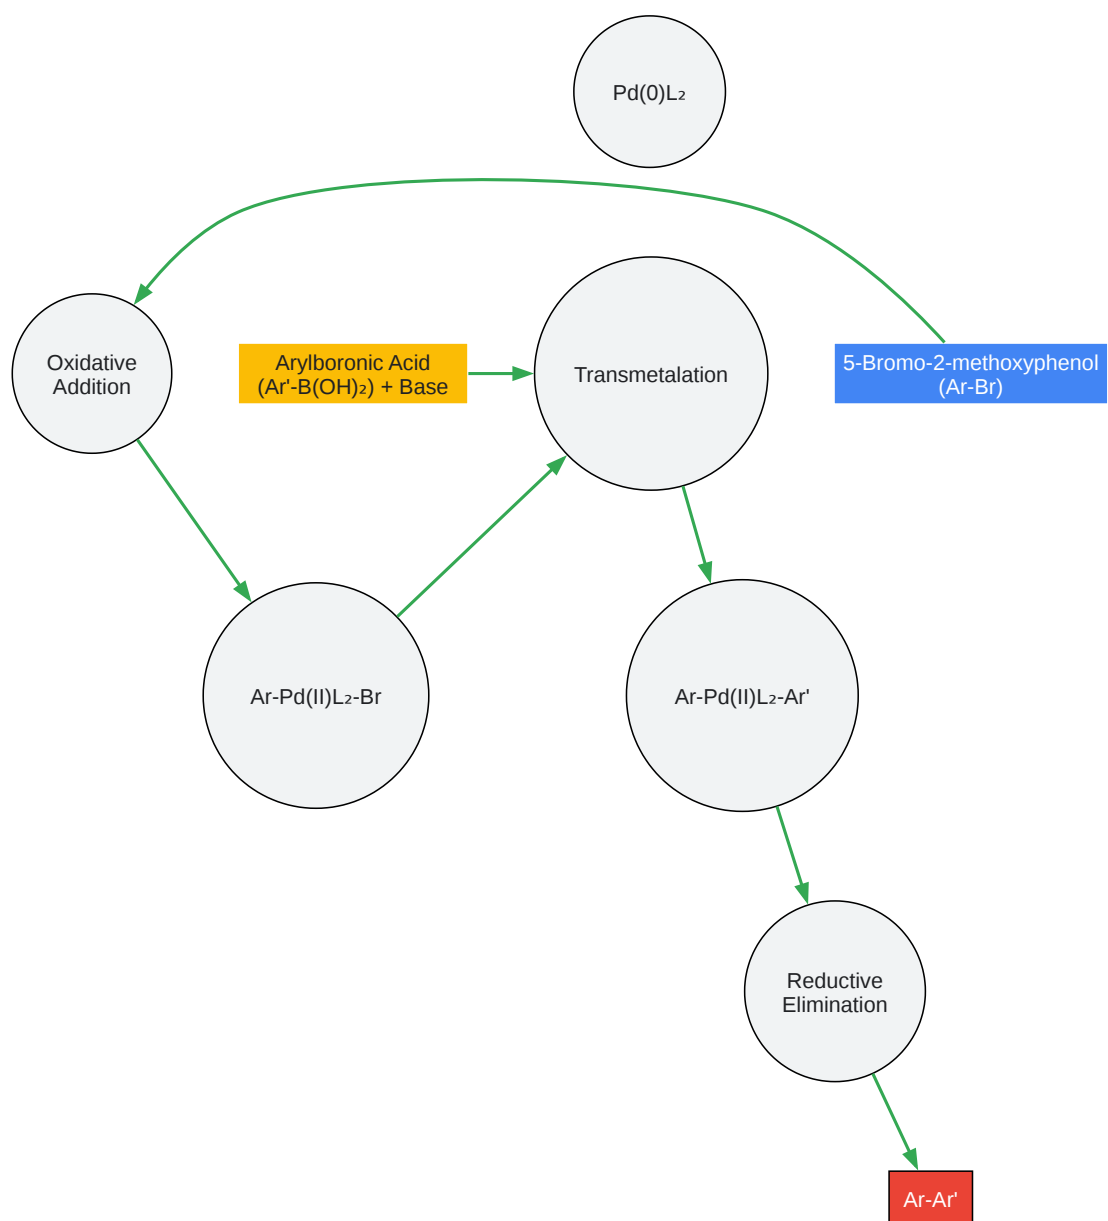 Pd(0)L₂
Oxidative
Addition
Arylboronic Acid
(Ar'-B(OH)₂) + Base
Transmetalation
5-Bromo-2-methoxyphenol
(Ar-Br)
Ar-Pd(II)L₂-Br
Ar-Pd(II)L₂-Ar'
Reductive
Elimination
Ar-Ar'